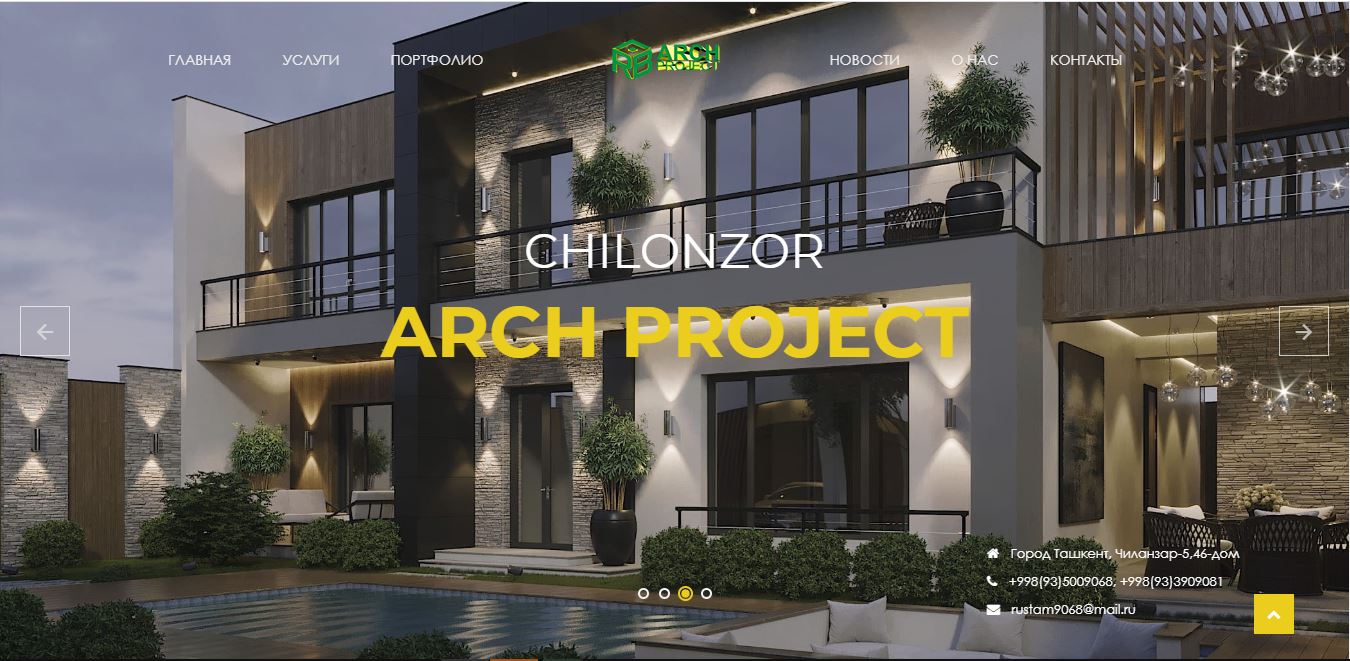 ГЛАВНАЯ
УСЛУГИ
ПОРТФОЛИО
RB
ARCH
PROJECT
НОВОСТИ
О НАС
КОНТАКТЫ
CHILONZOR
ARCH PROJECT
Город Ташкент, Чиланзар-5,46-дом
+998(93)5009068, +998(93)3909081
rustam9068@mail.ru